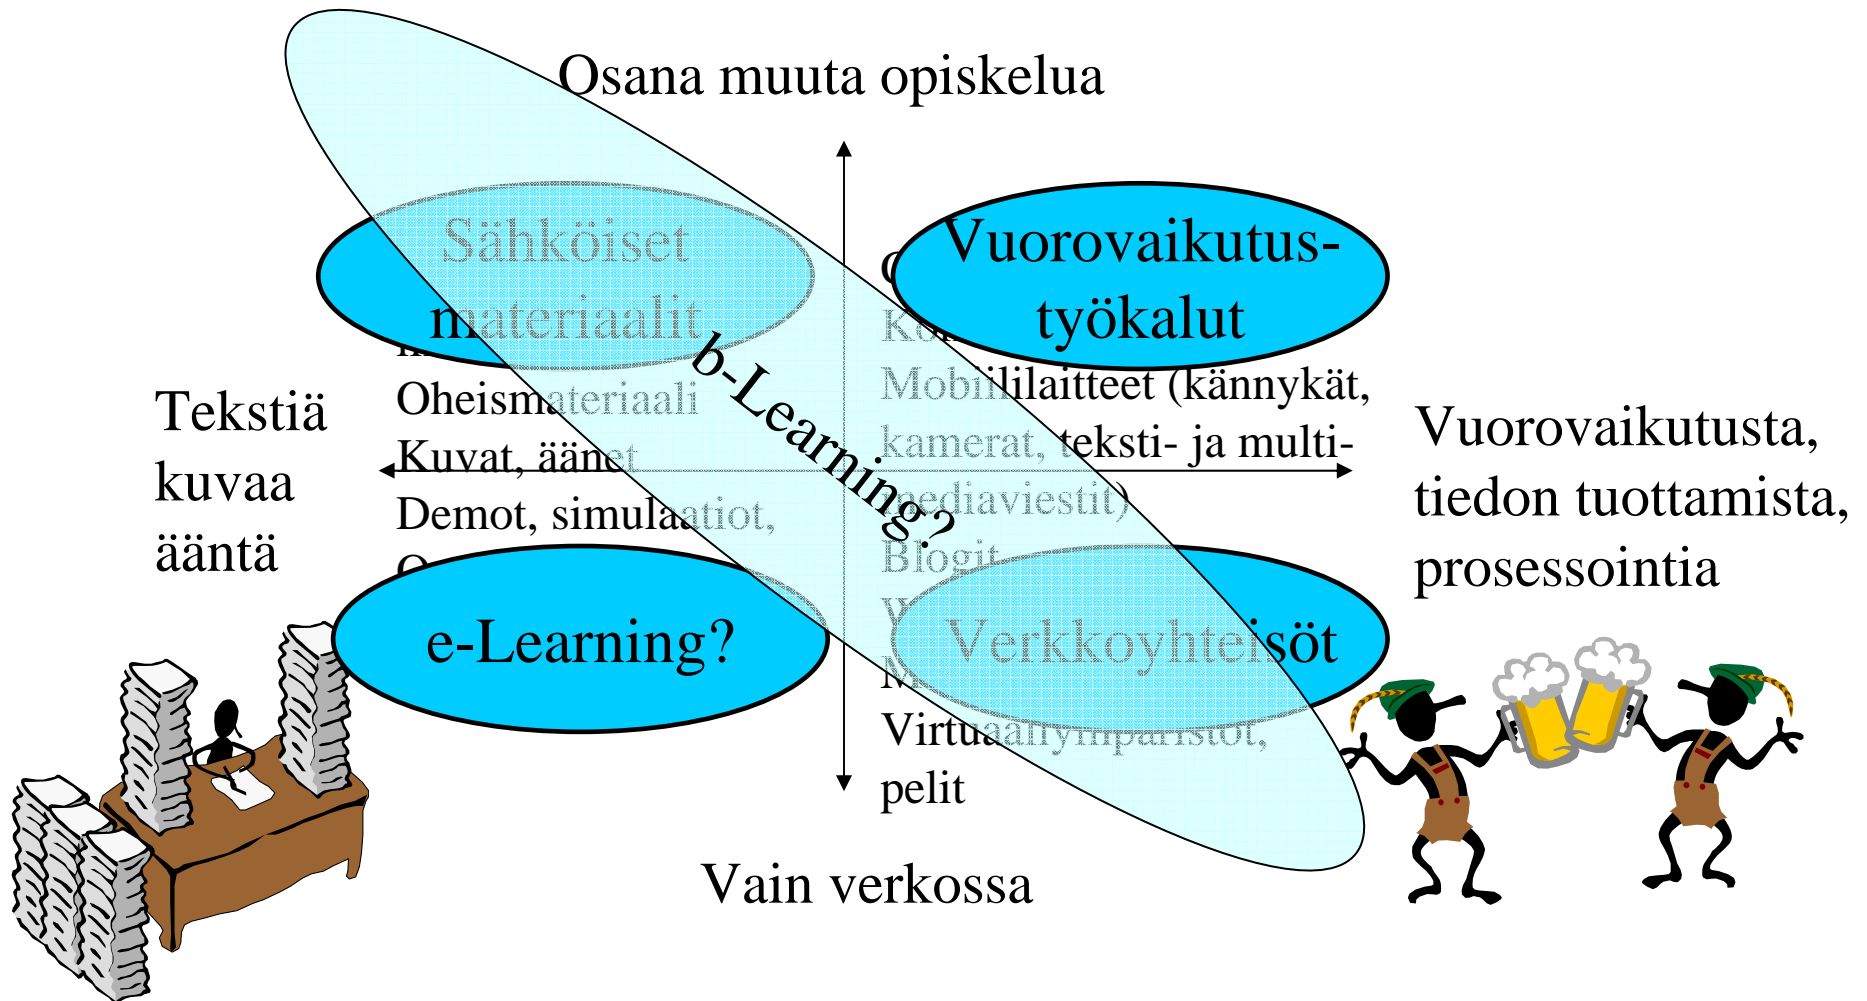 Osana muuta opiskelua
Sähköiset
materiaalit
Vuorovaikutus-
työkalut
b-Learning?
Tekstiä
kuvaa
ääntä
Oheismateriaali
Kuvat, äänet
Demot, simulaatiot,
Mobiililaitteet (kännykät,
kamerat, teksti- ja multi-
mediaviestit)
Blogit
Virtuaaliympäristöt,
pelit
Vuorovaikutusta,
tiedon tuottamista,
prosessointia
e-Learning?
Verkkoyhteisöt
Vain verkossa